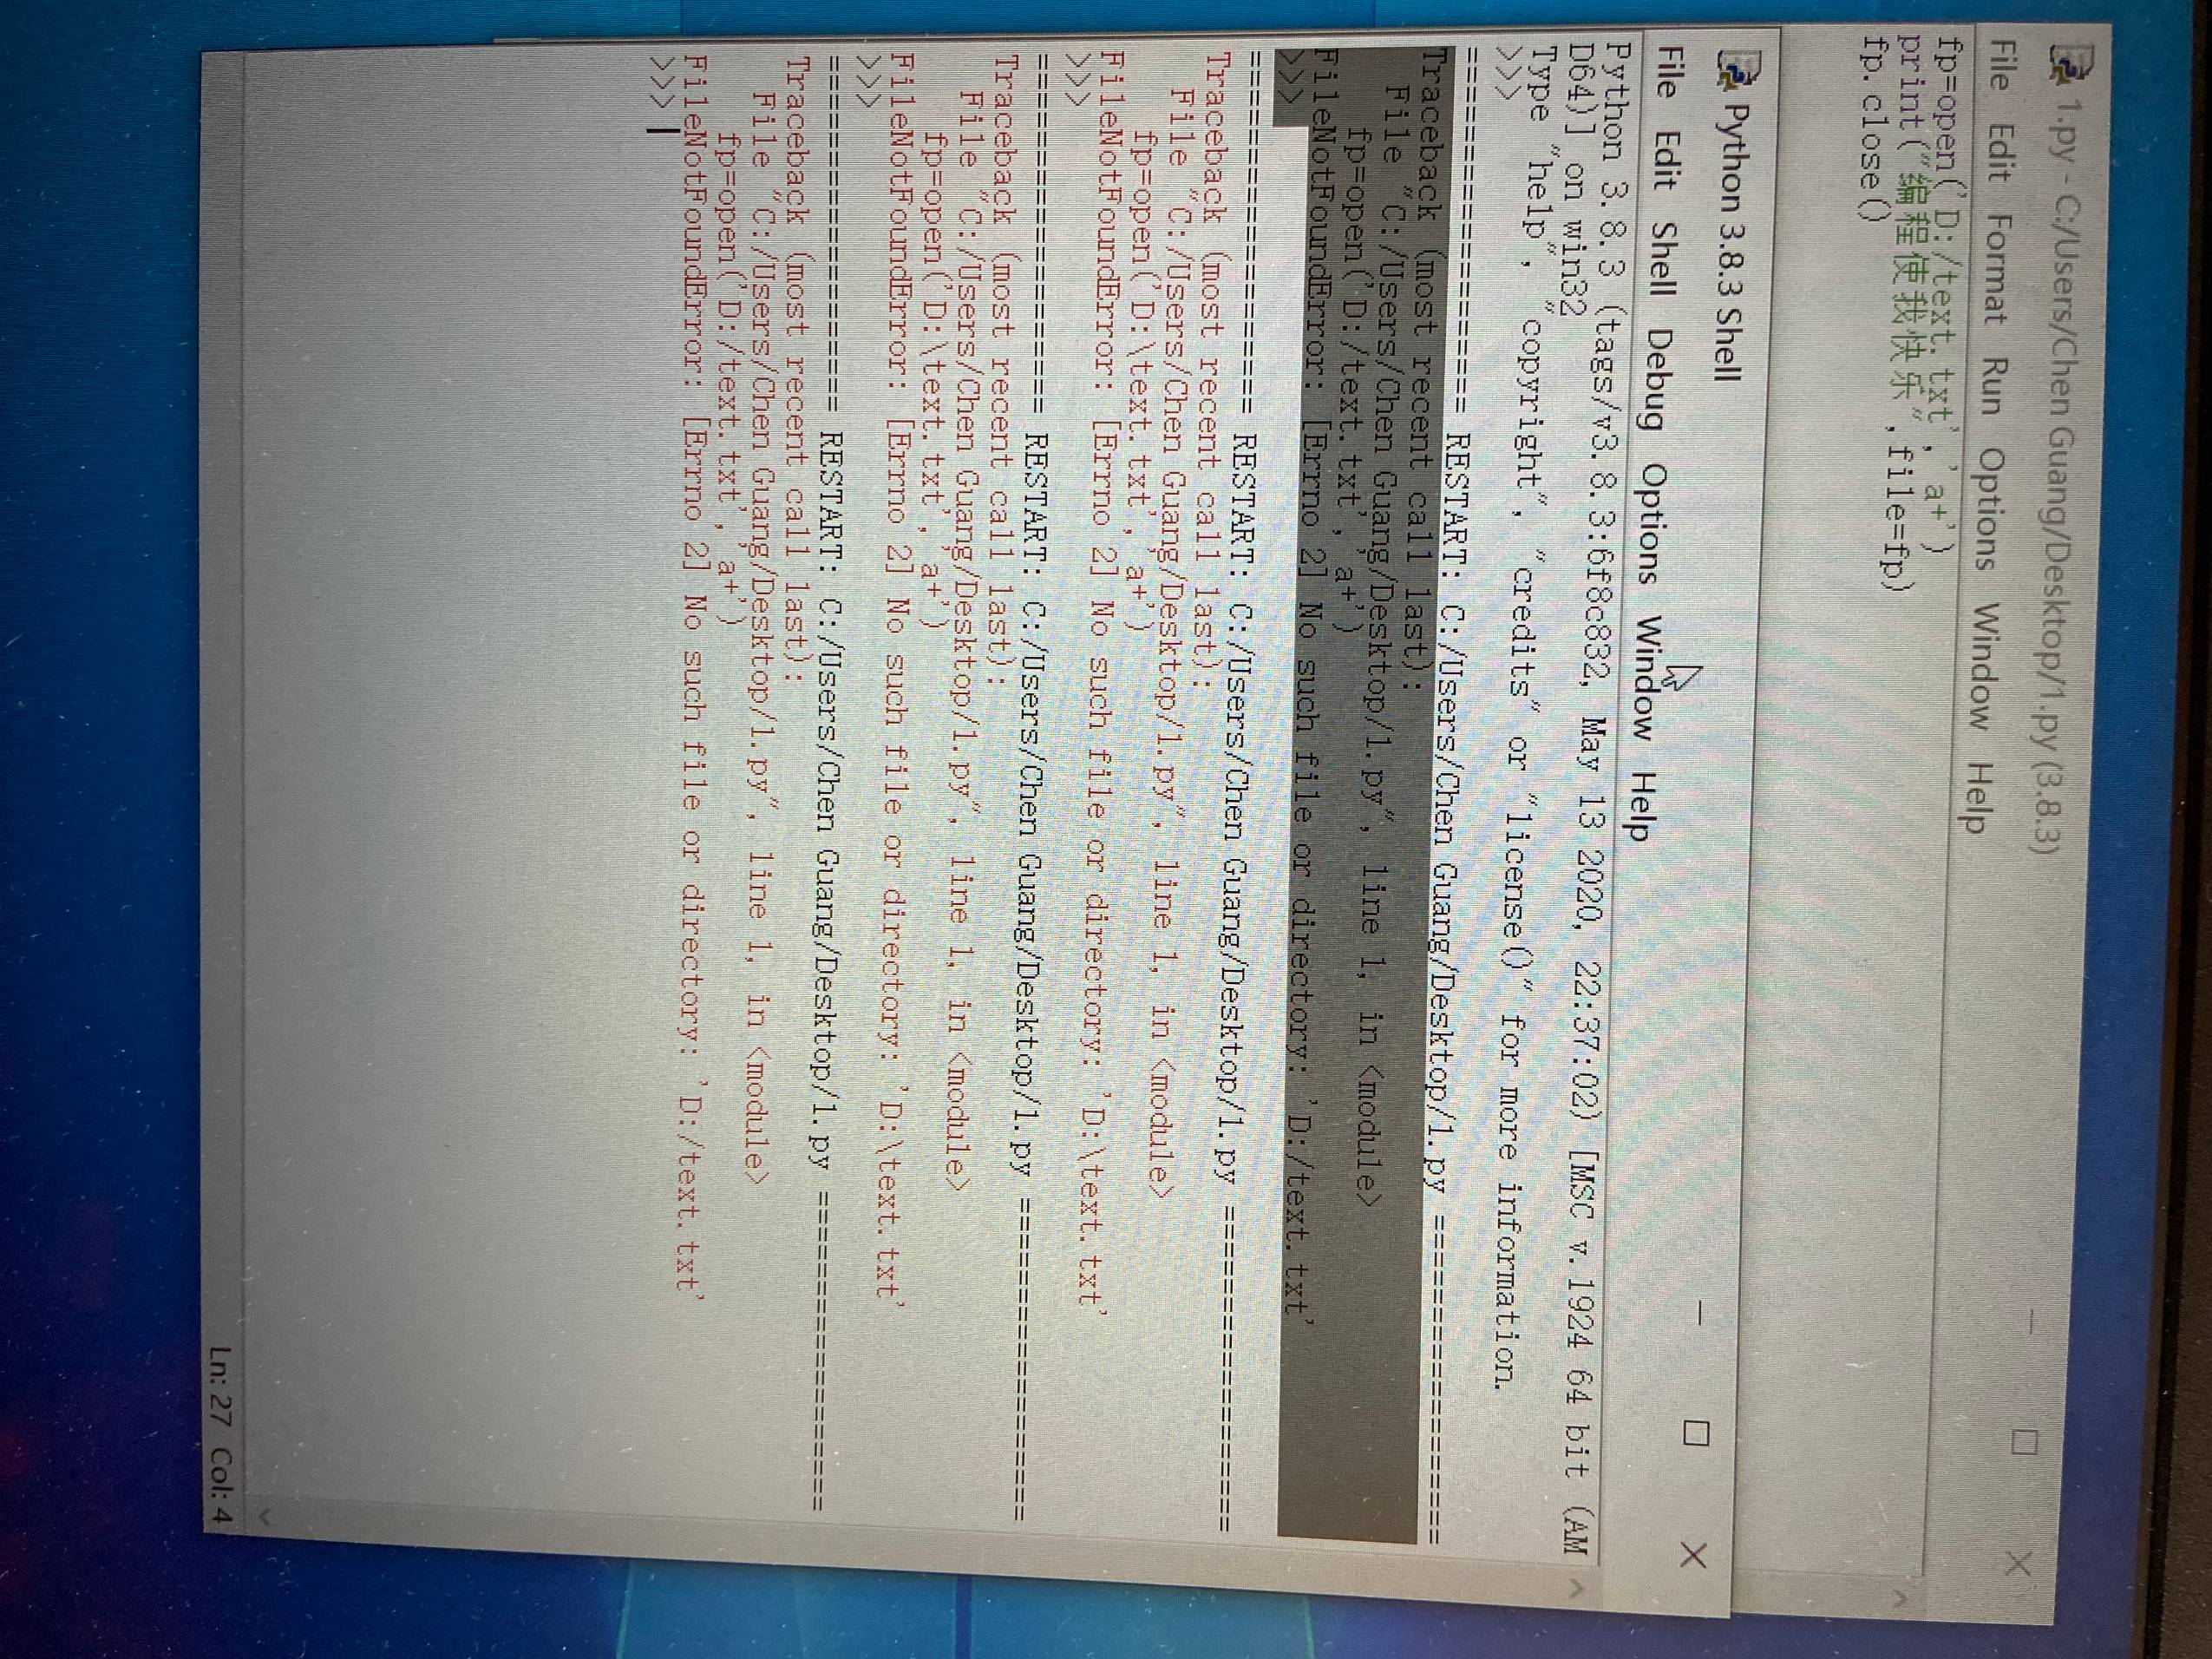 1.py - C:/Users/Chen Guang/Desktop/1.py (3.8.3)
File Edit Format Run Options Window Help
fp=open('D:/text.txt','a+')
print("编程使我快乐",file=fp)
fp.close()
Python 3.8.3 Shell
File Edit Shell Debug Options Window Help
Python 3.8.3 (tags/v3.8.3:6f8c832, May 13 2020, 22:37:02) [MSC v.1924 64 bit (AM
D64)] on win32
Type "help", "copyright", "credits" or "license()" for more information.
>>>
=================== RESTART: C:/Users/Chen Guang/Desktop/1.py ==================
Traceback (most recent call last):
  File "C:/Users/Chen Guang/Desktop/1.py", line 1, in <module>
    fp=open('D:/text.txt','a+')
FileNotFoundError: [Errno 2] No such file or directory: 'D:/text.txt'
>>>
=================== RESTART: C:/Users/Chen Guang/Desktop/1.py ==================
Traceback (most recent call last):
  File "C:/Users/Chen Guang/Desktop/1.py", line 1, in <module>
    fp=open('D:\text.txt','a+')
FileNotFoundError: [Errno 2] No such file or directory: 'D:\text.txt'
>>>
=================== RESTART: C:/Users/Chen Guang/Desktop/1.py ==================
Traceback (most recent call last):
  File "C:/Users/Chen Guang/Desktop/1.py", line 1, in <module>
    fp=open('D:\text.txt','a+')
FileNotFoundError: [Errno 2] No such file or directory: 'D:\text.txt'
>>>
=================== RESTART: C:/Users/Chen Guang/Desktop/1.py ==================
Traceback (most recent call last):
  File "C:/Users/Chen Guang/Desktop/1.py", line 1, in <module>
    fp=open('D:/text.txt','a+')
FileNotFoundError: [Errno 2] No such file or directory: 'D:/text.txt'
>>>
Ln: 27 Col: 4